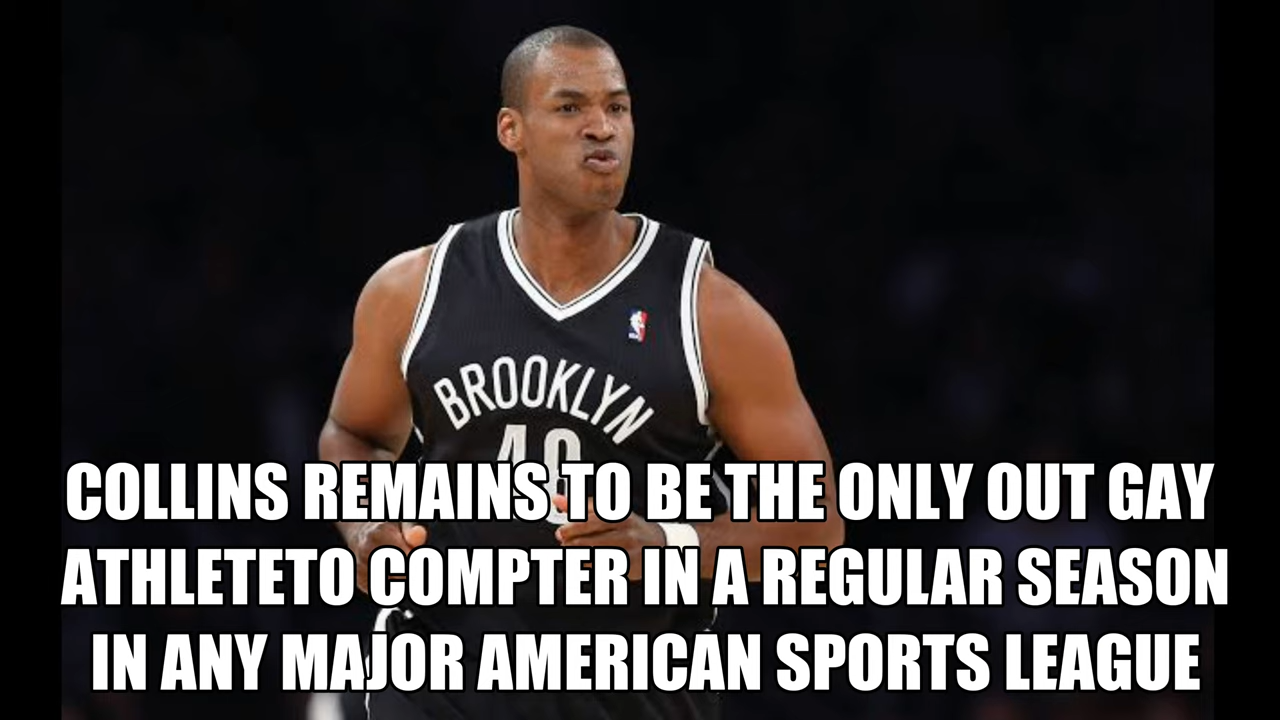 BROOKLYN
COLLINS REMAINS TO BE THE ONLY OUT GAY
ATHLETETO COMPTER IN A REGULAR SEASON
IN ANY MAJOR AMERICAN SPORTS LEAGUE